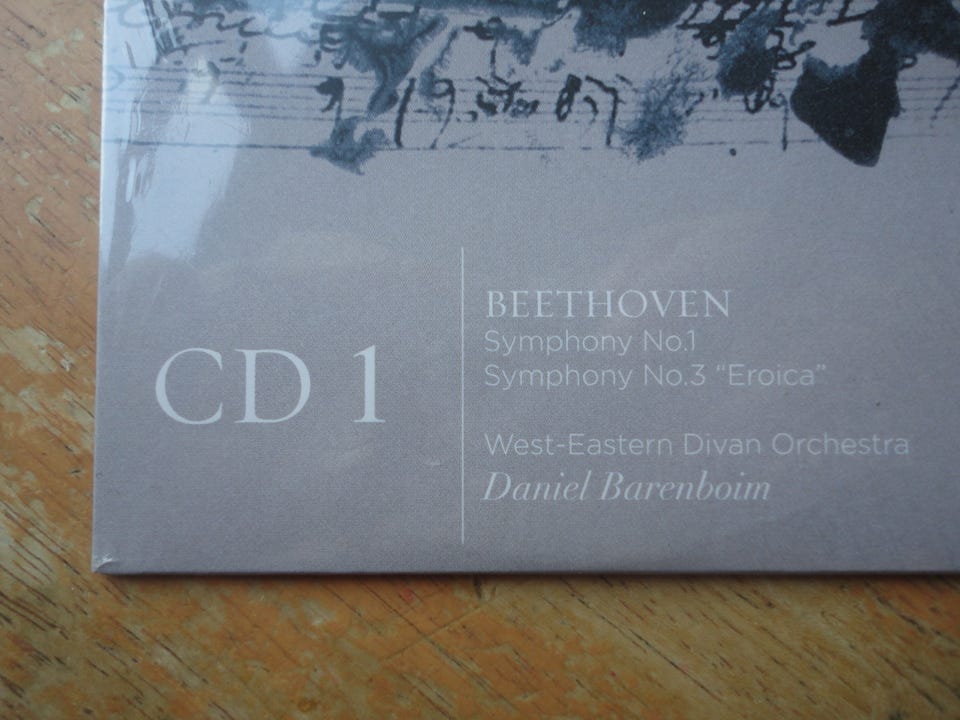 CD 1
BEETHOVEN
Symphony No.1
Symphony No.3 “Eroica”
West-Eastern Divan Orchestra
Daniel Barenboim